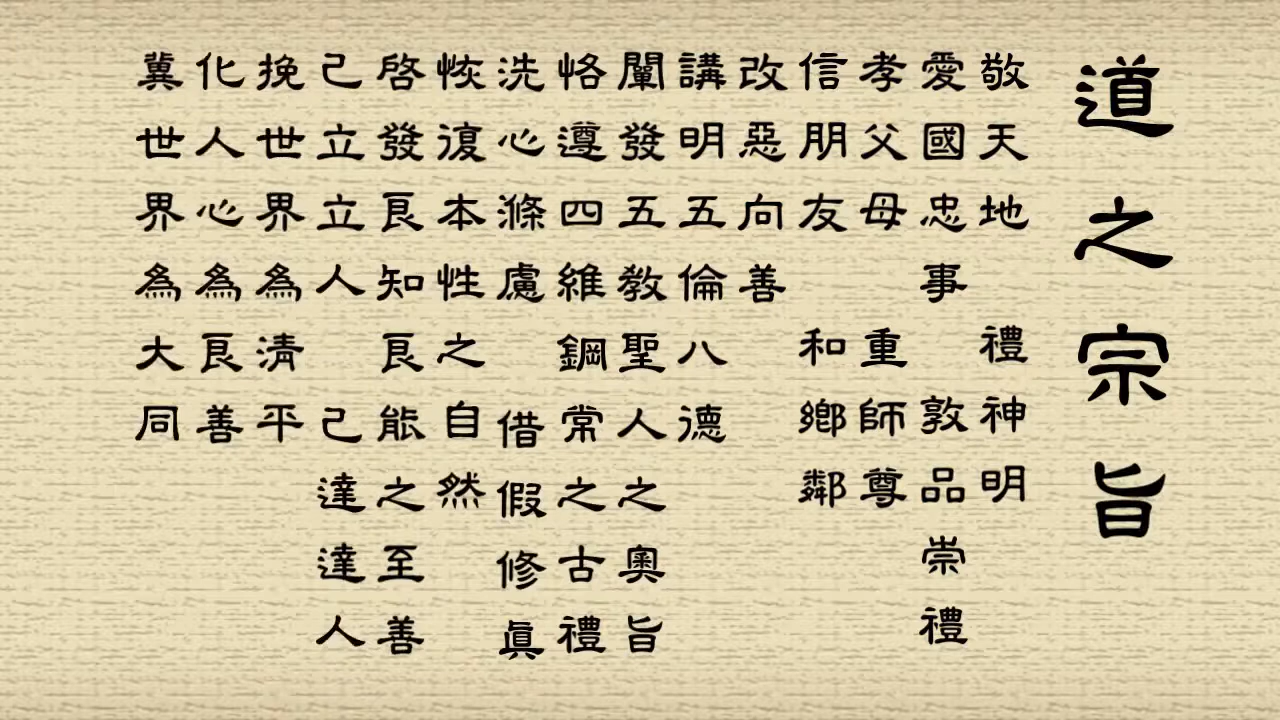 道之宗旨
敬天地 禮神明
愛國忠事 敦品崇禮
孝父母 重師尊
信朋友 和鄉鄰
改惡向善
講明五倫八德
闡發五教聖人之奧旨
恪遵四維鋼常之古禮
洗心滌慮 借假修眞
恢復本性之自然
啓發良知良能之至善
己立立人 己達達人
挽世界為清平
化人心為良善
冀世界為大同